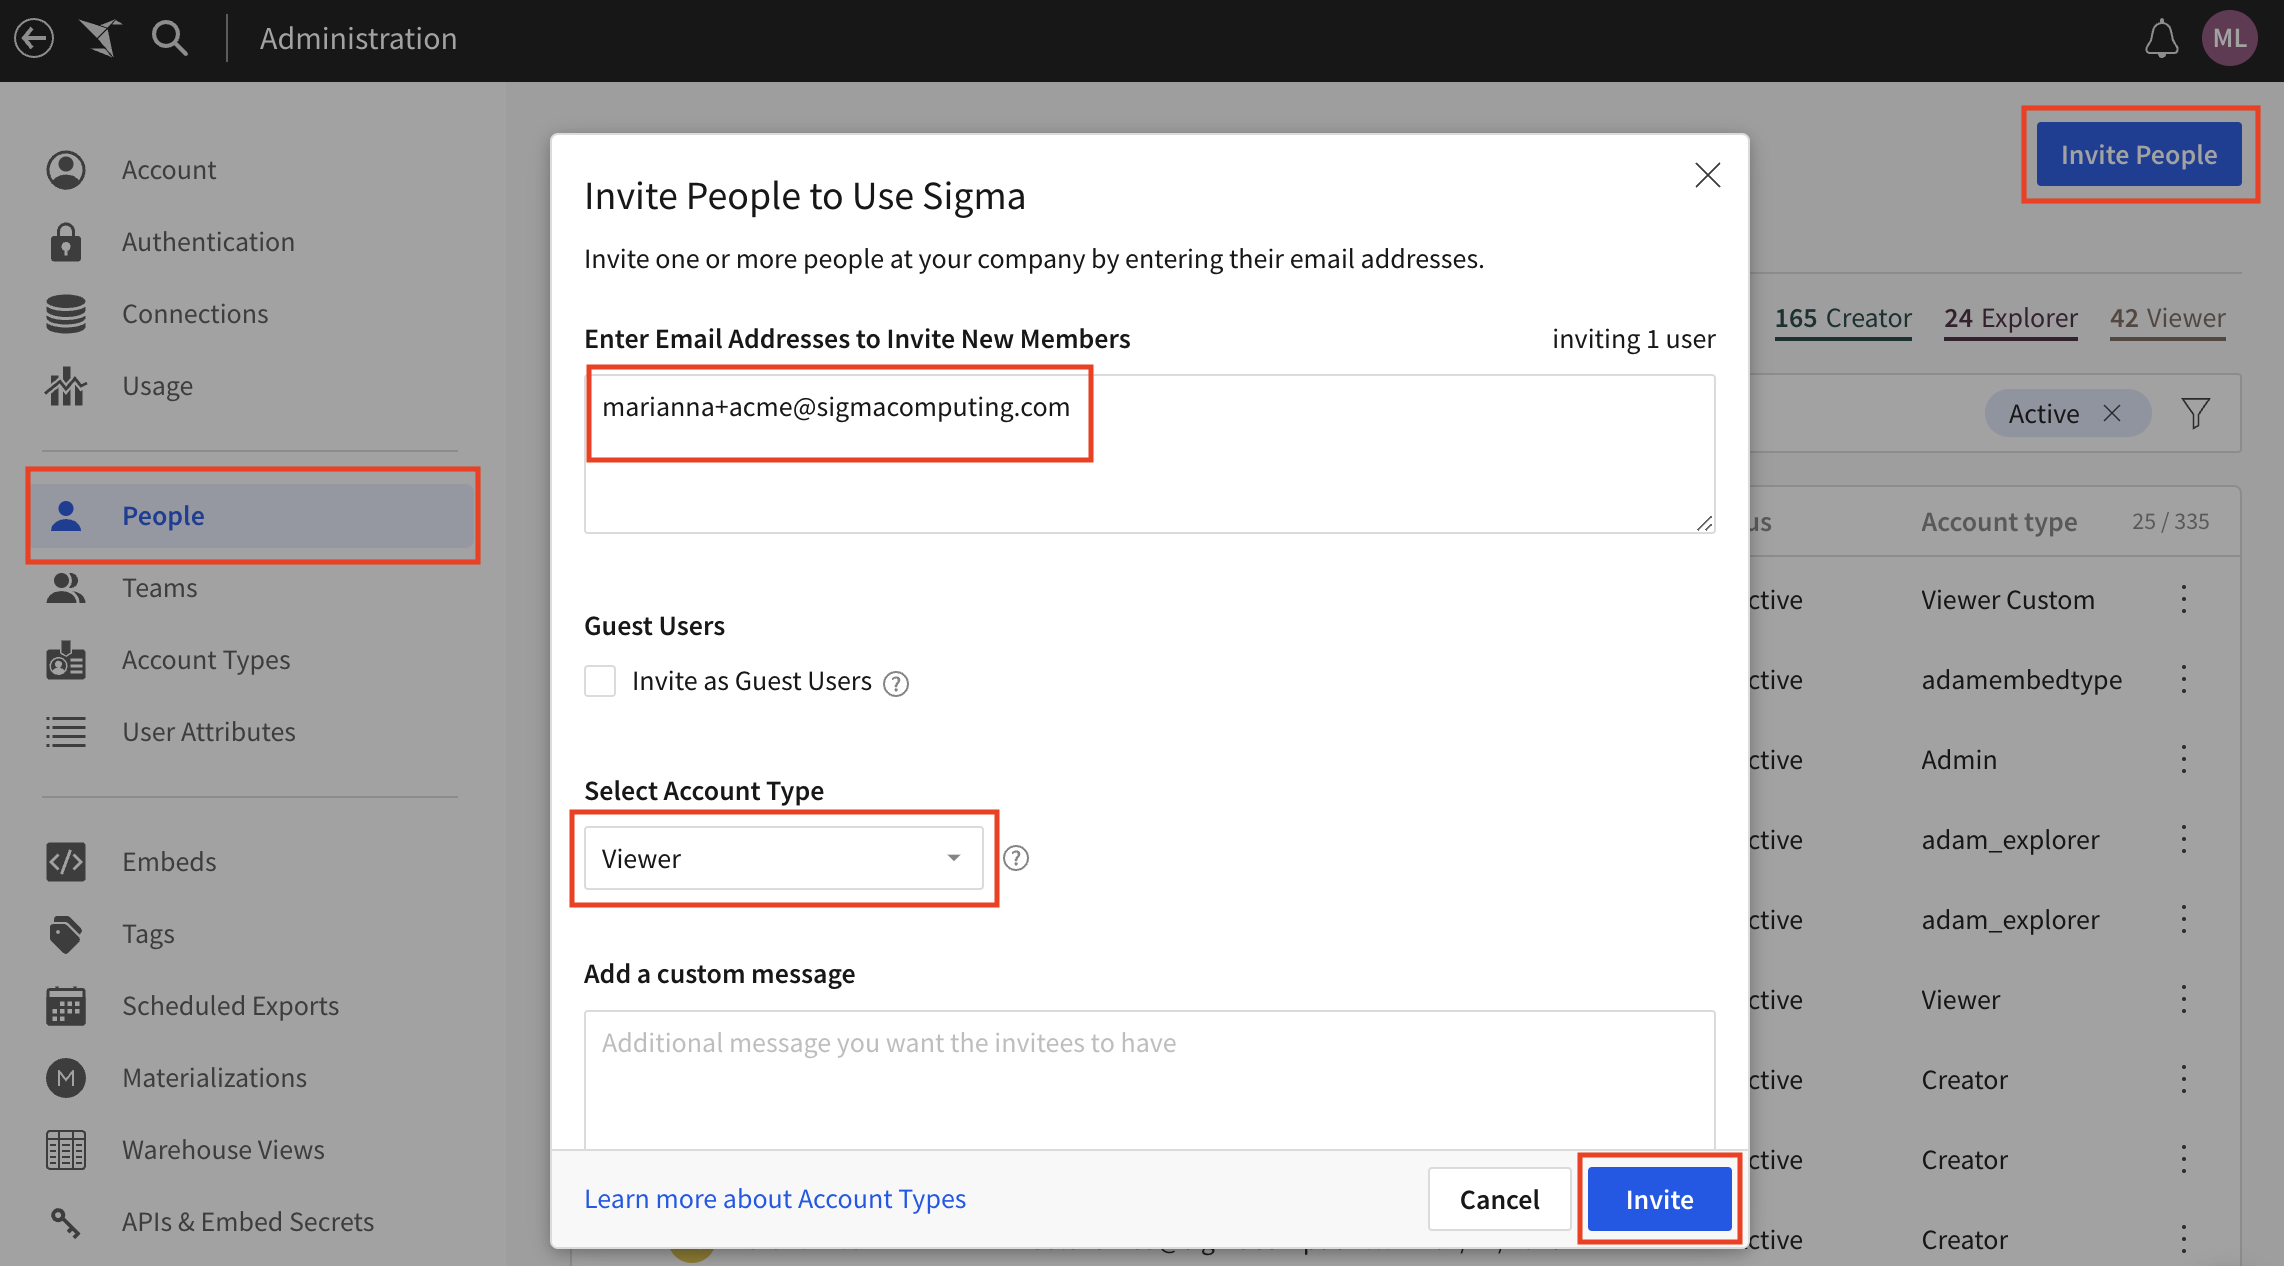 Administration
ML
Account
Authentication
Connections
Usage
People
Teams
Account Types
User Attributes
Embeds
Tags
Scheduled Exports
M
Materializations
Warehouse Views
APIs & Embed Secrets
Invite People
165 Creator 24 Explorer 42 Viewer
Active
Account type 25 / 335
ctive Viewer Custom
ctive adamembedtype
ctive Admin
ctive adam_explorer
ctive adam_explorer
ctive Viewer
ctive Creator
ctive Creator
ctive Creator
Invite People to Use Sigma
Invite one or more people at your company by entering their email addresses.
Enter Email Addresses to Invite New Members inviting 1 user
marianna+acme@sigmacomputing.com
Guest Users
Invite as Guest Users ?
Select Account Type
Viewer ?
Add a custom message
Additional message you want the invitees to have
Learn more about Account Types Cancel Invite